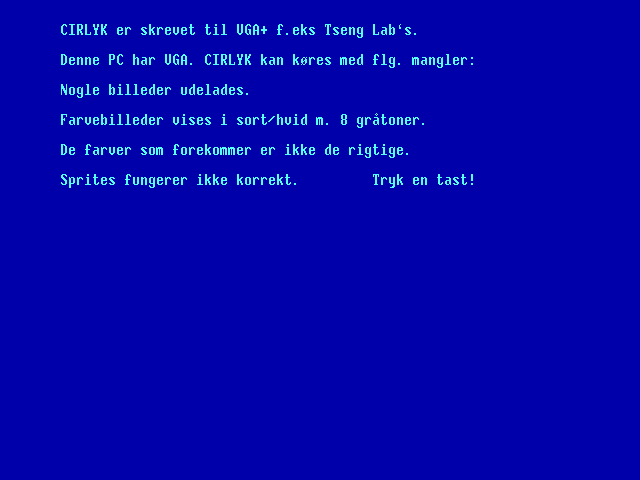 CIRLYK er skrevet til VGA+ f.eks Tseng Lab‘s.
Denne PC har VGA. CIRLYK kan køres med flg. mangler:
Nogle billeder udelades.
Farvebilleder vises i sort/hvid m. 8 gråtoner.
De farver som forekommer er ikke de rigtige.
Sprites fungerer ikke korrekt. Tryk en tast!